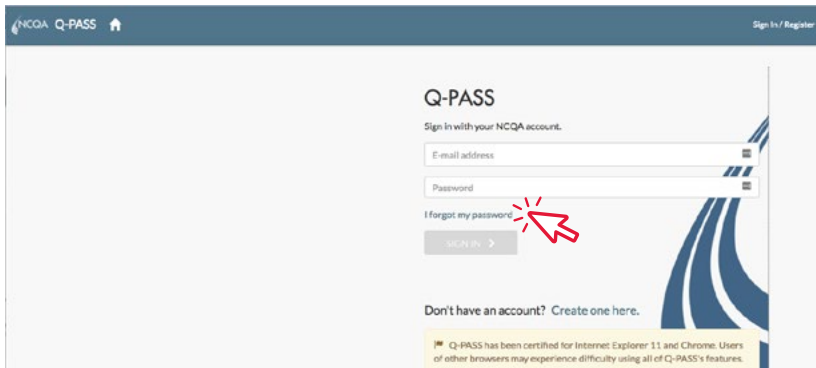 NCQA Q-PASS Sign In / Register
Q-PASS
Sign in with your NCQA account.
E-mail address
Password
I forgot my password
SIGN IN
Don't have an account? Create one here.
Q-PASS has been certified for Internet Explorer 11 and Chrome. Users
of other browsers may experience difficulty using all of Q-PASS's features.